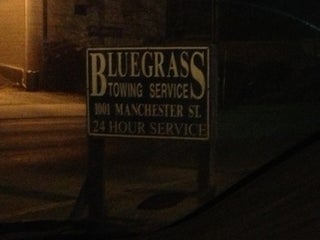 BLUEGRASS
TOWING SERVICE
1001 MANCHESTER ST.
24 HOUR SERVICE